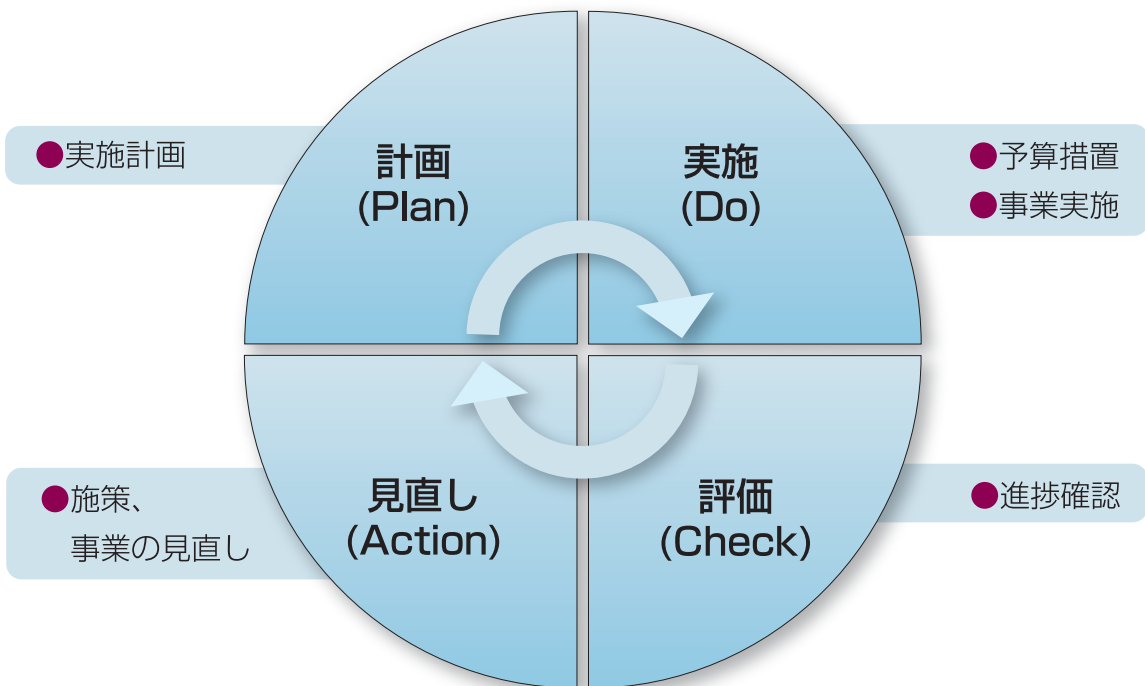 ●実施計画
計画
(Plan)
実施
(Do)
●予算措置
●事業実施
●施策、
事業の見直し
見直し
(Action)
評価
(Check)
●進捗確認